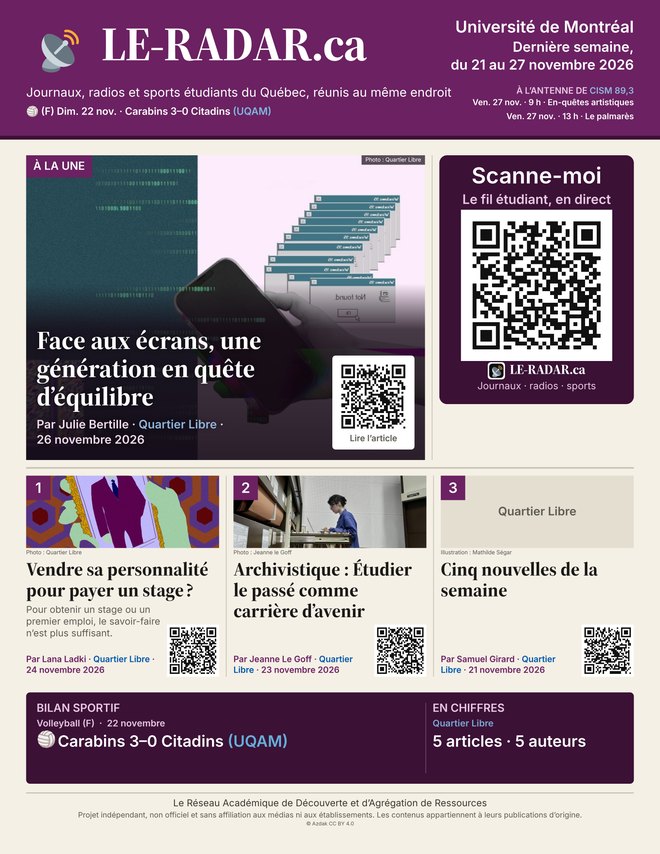 LE-RADAR.ca
Journaux, radios et sports étudiants du Québec, réunis au même endroit
(F) Dim. 22 nov. · Carabins 3–0 Citadins (UQAM)
Université de Montréal
Dernière semaine,
du 21 au 27 novembre 2026
À L'ANTENNE DE CISM 89,3
Ven. 27 nov. · 9 h · En-quêtes artistiques
Ven. 27 nov. · 13 h · Le palmarès
À LA UNE
Photo : Quartier Libre
Not found
Face aux écrans, une
génération en quête
d'équilibre
Par Julie Bertille · Quartier Libre ·
26 novembre 2026
Lire l'article
Scanne-moi
Le fil étudiant, en direct
LE-RADAR.ca
Journaux · radios · sports
1
Photo : Quartier Libre
Vendre sa personnalité
pour payer un stage ?
Pour obtenir un stage ou un
premier emploi, le savoir-faire
n'est plus suffisant.
Par Lana Ladki · Quartier Libre ·
24 novembre 2026
2
Photo : Jeanne le Goff
Archivistique : Étudier
le passé comme
carrière d'avenir
Par Jeanne Le Goff · Quartier
Libre · 23 novembre 2026
3
Quartier Libre
Illustration : Mathilde Ségar
Cinq nouvelles de la
semaine
Par Samuel Girard · Quartier
Libre · 21 novembre 2026
BILAN SPORTIF
Volleyball (F) · 22 novembre
Carabins 3–0 Citadins (UQAM)
EN CHIFFRES
Quartier Libre
5 articles · 5 auteurs
Le Réseau Académique de Découverte et d'Agrégation de Ressources
Projet indépendant, non officiel et sans affiliation aux médias ni aux établissements. Les contenus appartiennent à leurs publications d'origine.
© Azdak CC BY 4.0